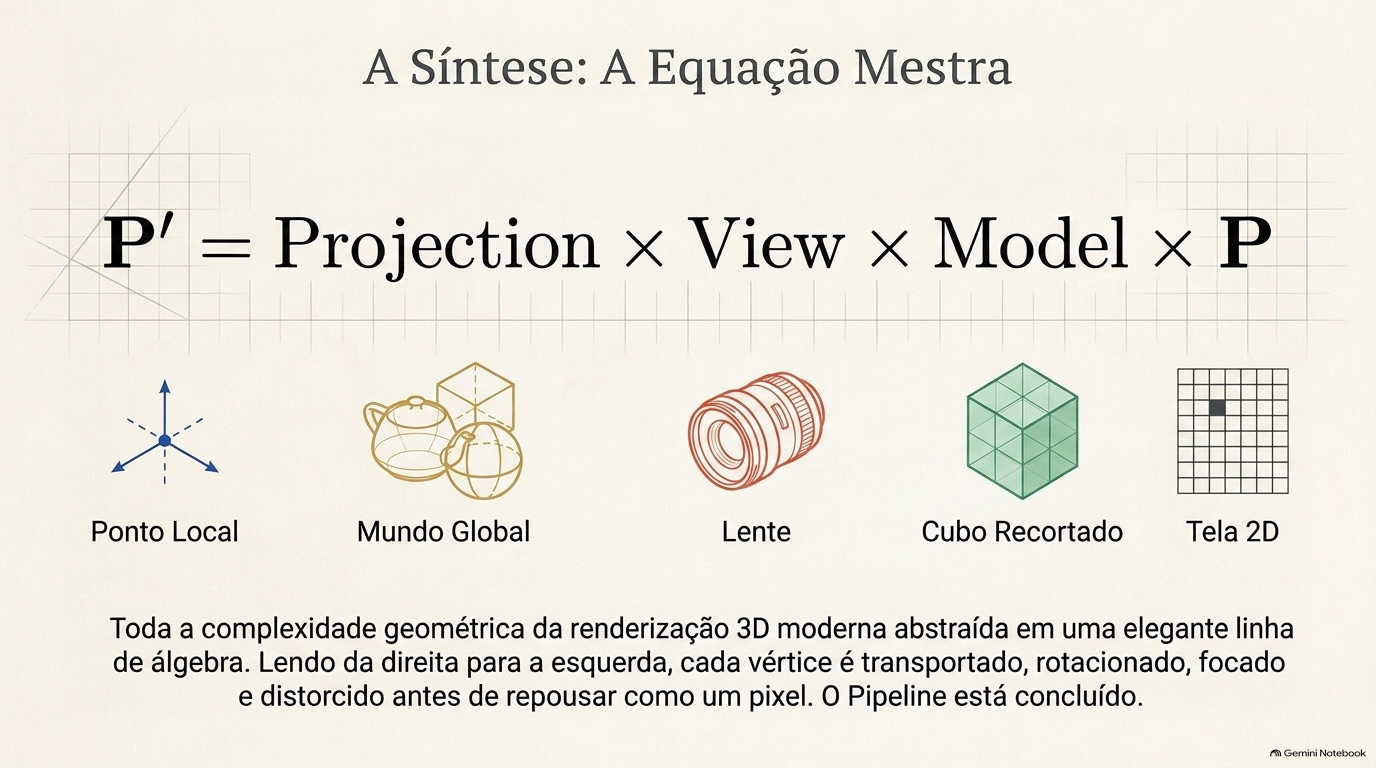 A Síntese: A Equação Mestra
P′ = Projection × View × Model × P
Ponto Local
Mundo Global
Lente
Cubo Recortado
Tela 2D
Toda a complexidade geométrica da renderização 3D moderna abstraída em uma elegante linha
de álgebra. Lendo da direita para a esquerda, cada vértice é transportado, rotacionado, focado
e distorcido antes de repousar como um pixel. O Pipeline está concluído.
Gemini Notebook